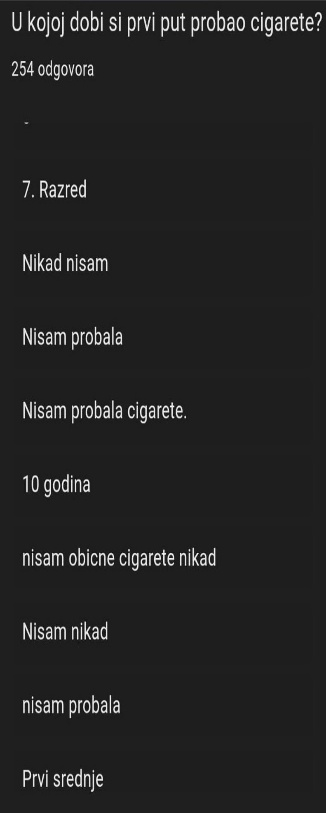 U kojoj dobi si prvi put probao cigarete?
254 odgovora
-
7. Razred
Nikad nisam
Nisam probala
Nisam probala cigarete.
10 godina
nisam obicne cigarete nikad
Nisam nikad
nisam probala
Prvi srednje